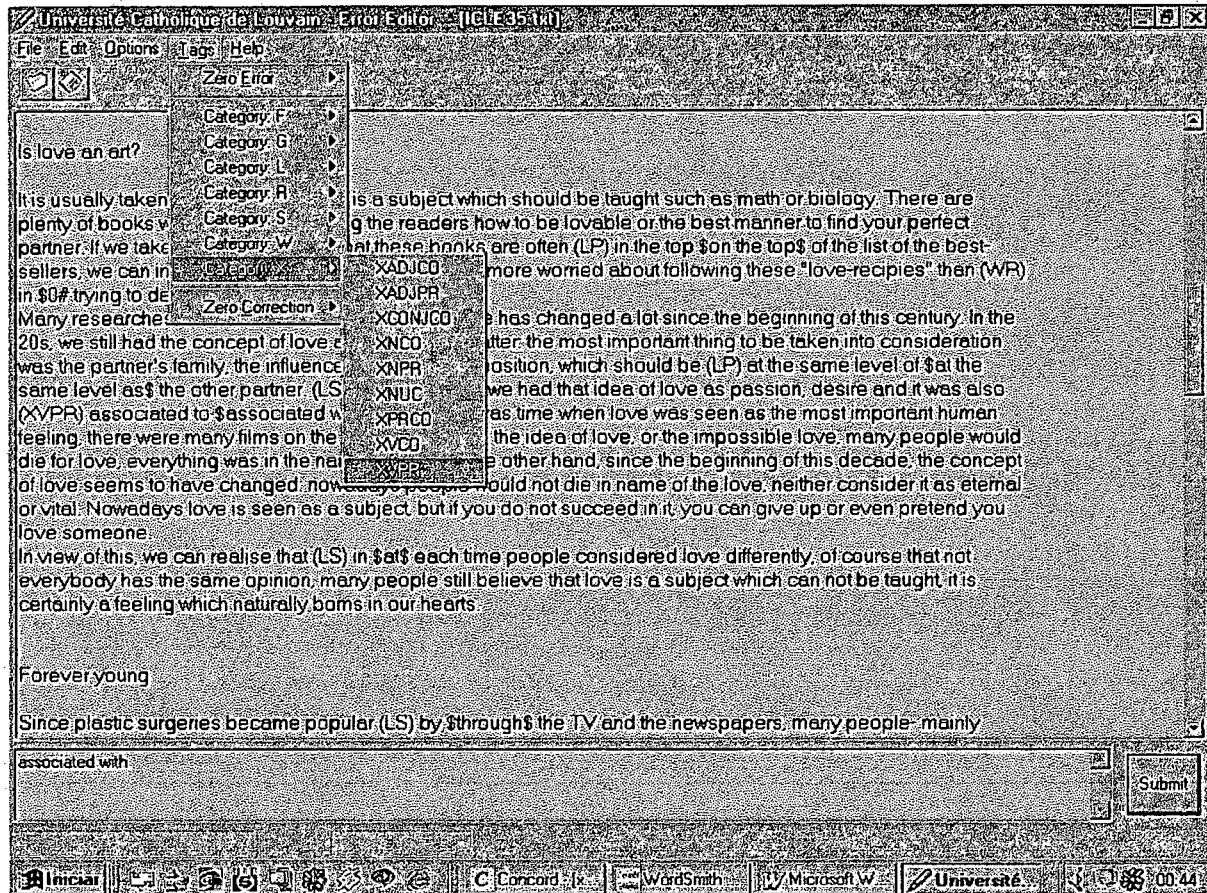 Université Catholique de Louvain - Error Editor - [ICLE35.txt]
File Edit Options Tags Help
Zero Error
Category: F
Category: G
Category: L
Category: R
Category: S
Category: W
Category: X
Zero Correction
XADJCO
XADJPR
XCONJCO
XNCO
XNPR
XNUC
XPRCO
XVCO
XVPR
Is love an art?
It is usually taken is a subject which should be taught such as math or biology. There are
plenty of books w g the readers how to be lovable or the best manner to find your perfect
partner. If we take at these books are often (LP) in the top $on the top$ of the list of the best-
sellers, we can in more worried about following these "love-recipies" than (WR)
in $0# trying to de
Many researches e has changed a lot since the beginning of this century. In the
20s, we still had the concept of love a tter: the most important thing to be taken into consideration
was the partner's family, the influence osition, which should be (LP) at the same level of $at the
same level as$ the other partner. (LS we had that idea of love as passion, desire and it was also
(XVPR) associated to $associated w as time when love was seen as the most important human
feeling, there were many films on the the idea of love, or the impossible love, many people would
die for love, everything was in the na e other hand, since the beginning of this decade, the concept
of love seems to have changed: nowadays people would not die in name of the love, neither consider it as eternal
or vital. Nowadays love is seen as a subject, but if you do not succeed in it, you can give up or even pretend you
love someone.
In view of this, we can realise that (LS) in $at$ each time people considered love differently, of course that not
everybody has the same opinion, many people still believe that love is a subject which can not be taught, it is
certainly a feeling which naturally borns in our hearts.
Forever young
Since plastic surgeries became popular (LS) by $through$ the TV and the newspapers, many people- mainly
associated with
Submit
Iniciar C Concord - [x... WordSmith... Microsoft W... Université... 00:44